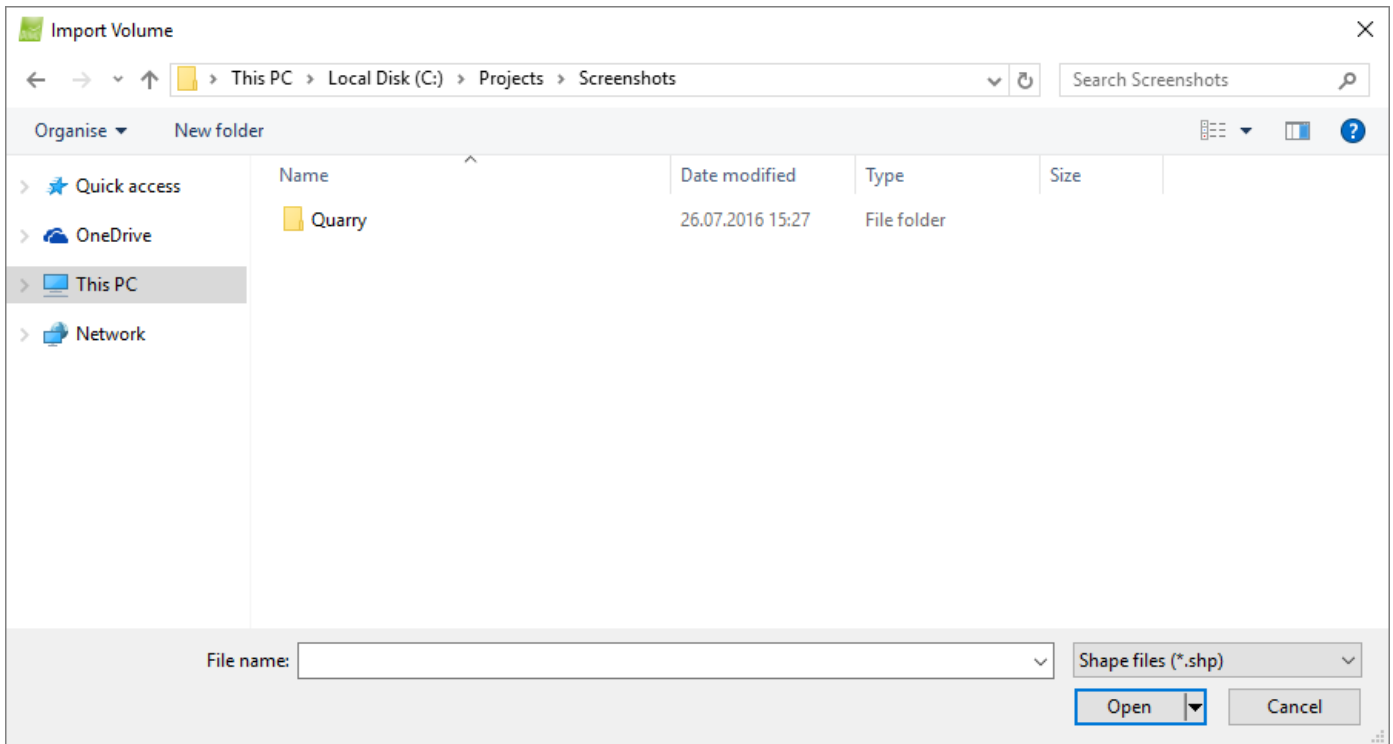 Import Volume
This PC > Local Disk (C:) > Projects > Screenshots
Search Screenshots
Organise
New folder
Name Date modified Type Size
Quick access
OneDrive
This PC
Network
Quarry 26.07.2016 15:27 File folder
File name:
Shape files (*.shp)
Open
Cancel